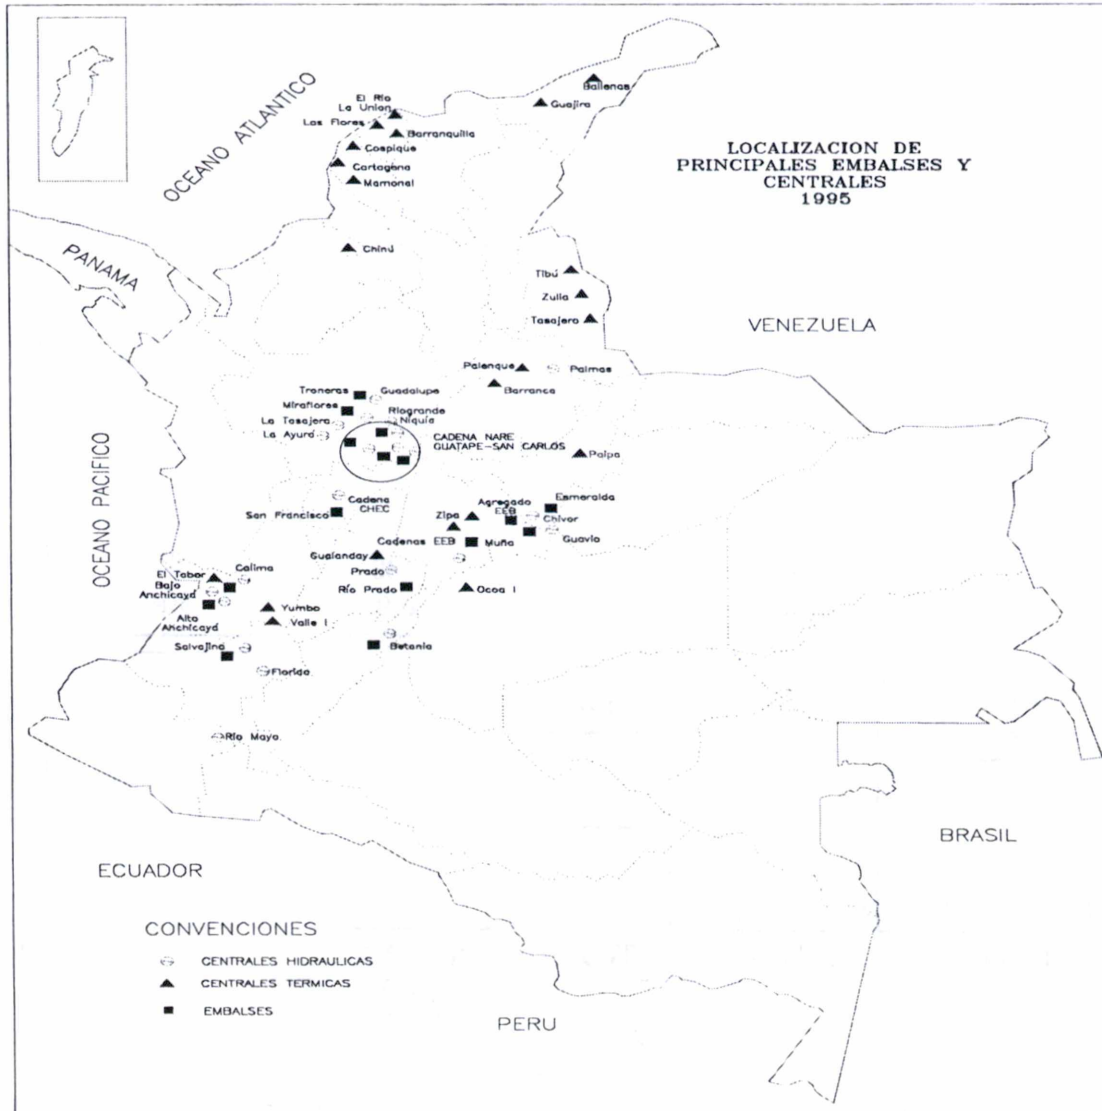 OCEANO ATLANTICO
El Río
La Union
Las Flores
Barranquilla
Cospique
Cartagena
Mamonal
Ballenas
Guajira
LOCALIZACION DE
PRINCIPALES EMBALSES Y
CENTRALES
1995
PANAMA
Chinú
Tibú
Zulia
Tasajero
VENEZUELA
Palenque
Palmas
Barranca
Troneras
Guadalupe
Miraflores
Riogrande
La Tasajera
Niquia
La Ayurá
CADENA NARE
GUATAPE-SAN CARLOS
Paipa
OCEANO PACIFICO
Cadena
CHEC
San Francisco
Agregado
EEB
Esmeralda
Zipa
Chivor
Guavio
Cadenas EEB
Muña
Gualanday
Prado
Río Prado
Ocoa I
El Tabor
Calima
Bajo
Anchicayá
Alto
Anchicayá
Yumbo
Valle I
Salvajina
Betania
Florida
Río Mayo
BRASIL
ECUADOR
CONVENCIONES
CENTRALES HIDRAULICAS
CENTRALES TERMICAS
EMBALSES
PERU